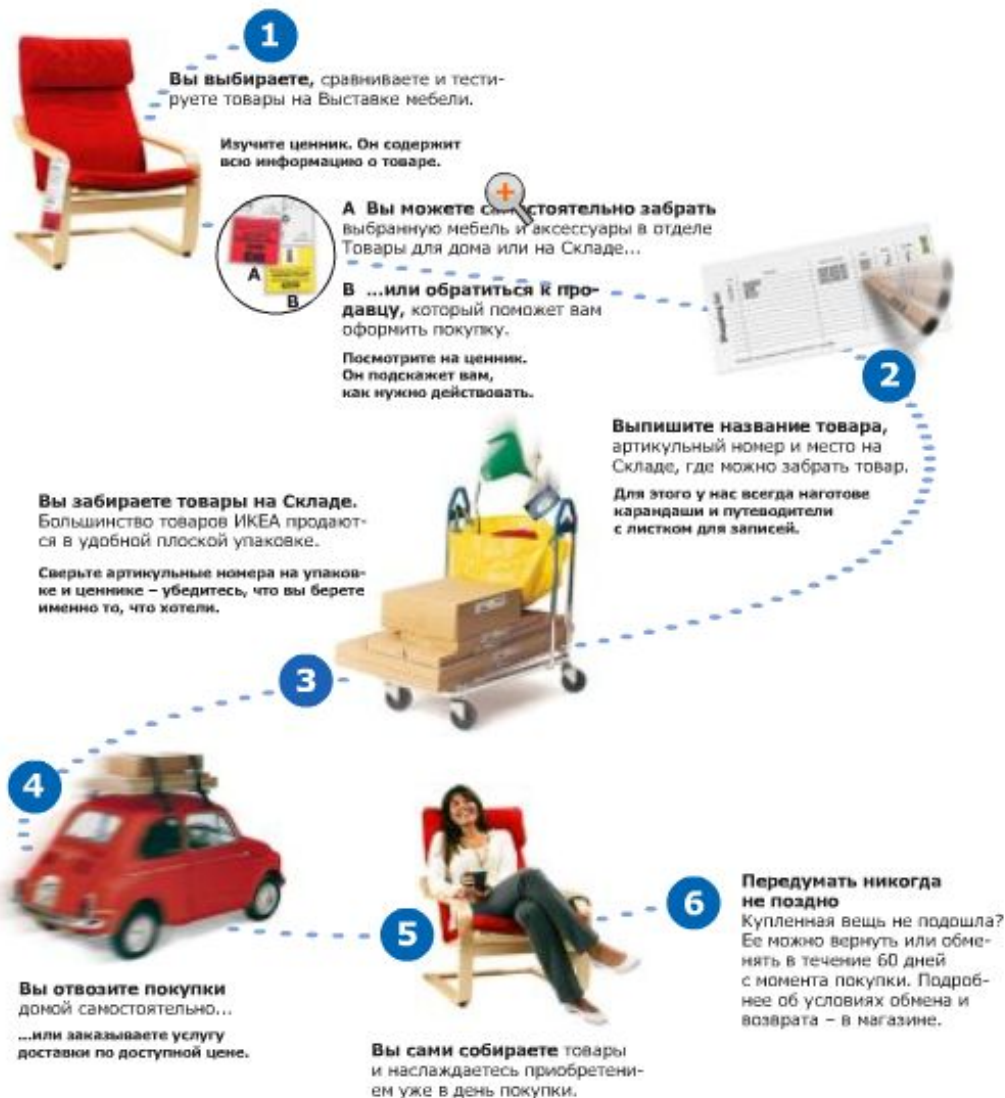 1
Вы выбираете, сравниваете и тести-
руете товары на Выставке мебели.
Изучите ценник. Он содержит
всю информацию о товаре.
A
B
A Вы можете стоятельно забрать
выбранную мебель и аксессуары в отделе
Товары для дома или на Складе...
B ...или обратиться к про-
давцу, который поможет вам
оформить покупку.
Посмотрите на ценник.
Он подскажет вам,
как нужно действовать.
2
Выпишите название товара,
артикульный номер и место на
Складе, где можно забрать товар.
Для этого у нас всегда наготове
карандаши и путеводители
с листком для записей.
Вы забираете товары на Складе.
Большинство товаров ИКЕА продают-
ся в удобной плоской упаковке.
Сверьте артикульные номера на упаков-
ке и ценнике – убедитесь, что вы берете
именно то, что хотели.
3
4
Вы отвозите покупки
домой самостоятельно...
...или заказываете услугу
доставки по доступной цене.
5
Вы сами собираете товары
и наслаждаетесь приобретени-
ем уже в день покупки.
6
Передумать никогда
не поздно
Купленная вещь не подошла?
Ее можно вернуть или обме-
нять в течение 60 дней
с момента покупки. Подроб-
нее об условиях обмена и
возврата – в магазине.